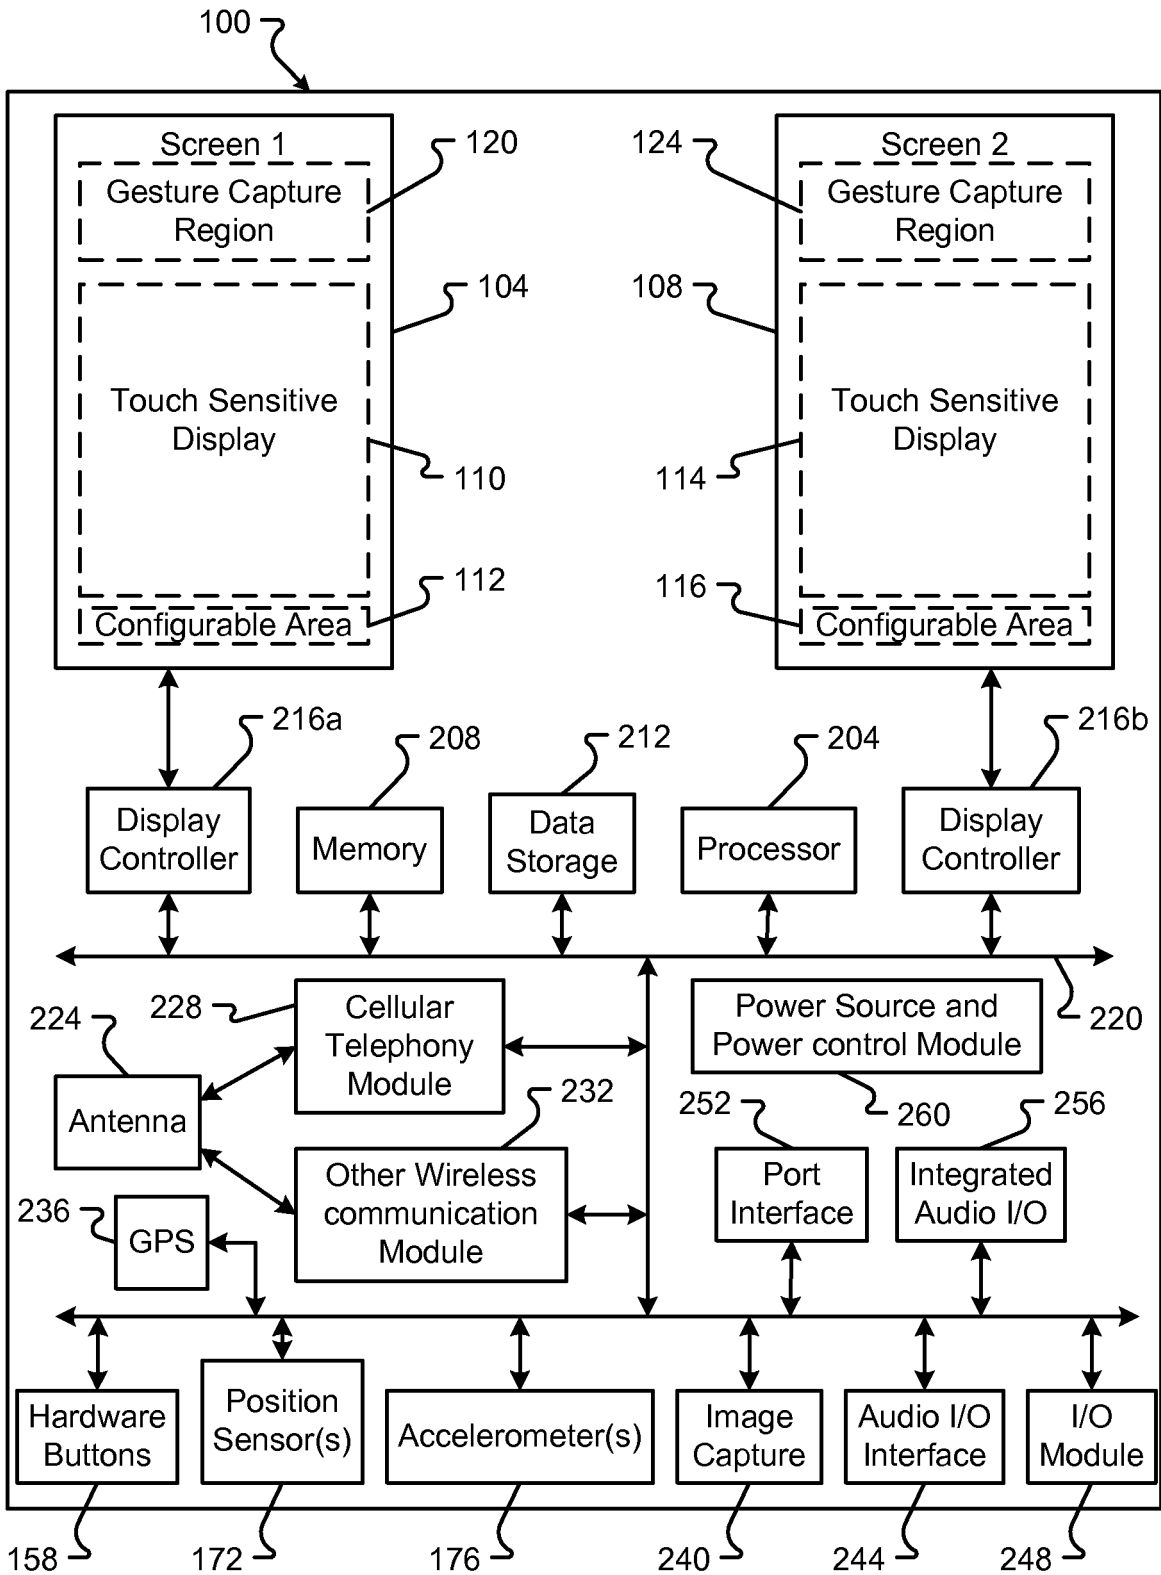 100
Screen 1
120
124
Screen 2
Gesture Capture
Region
Gesture Capture
Region
104
108
Touch Sensitive
Display
Touch Sensitive
Display
110
114
112
116
Configurable Area
Configurable Area
216a
208
212
204
216b
Display
Controller
Memory
Data
Storage
Processor
Display
Controller
228
Cellular
Telephony
Module
Power Source and
Power control Module
220
224
Antenna
232
252
260
256
Other Wireless
communication
Module
Port
Interface
Integrated
Audio I/O
236
GPS
Hardware
Buttons
Position
Sensor(s)
Accelerometer(s)
Image
Capture
Audio I/O
Interface
I/O
Module
158
172
176
240
244
248